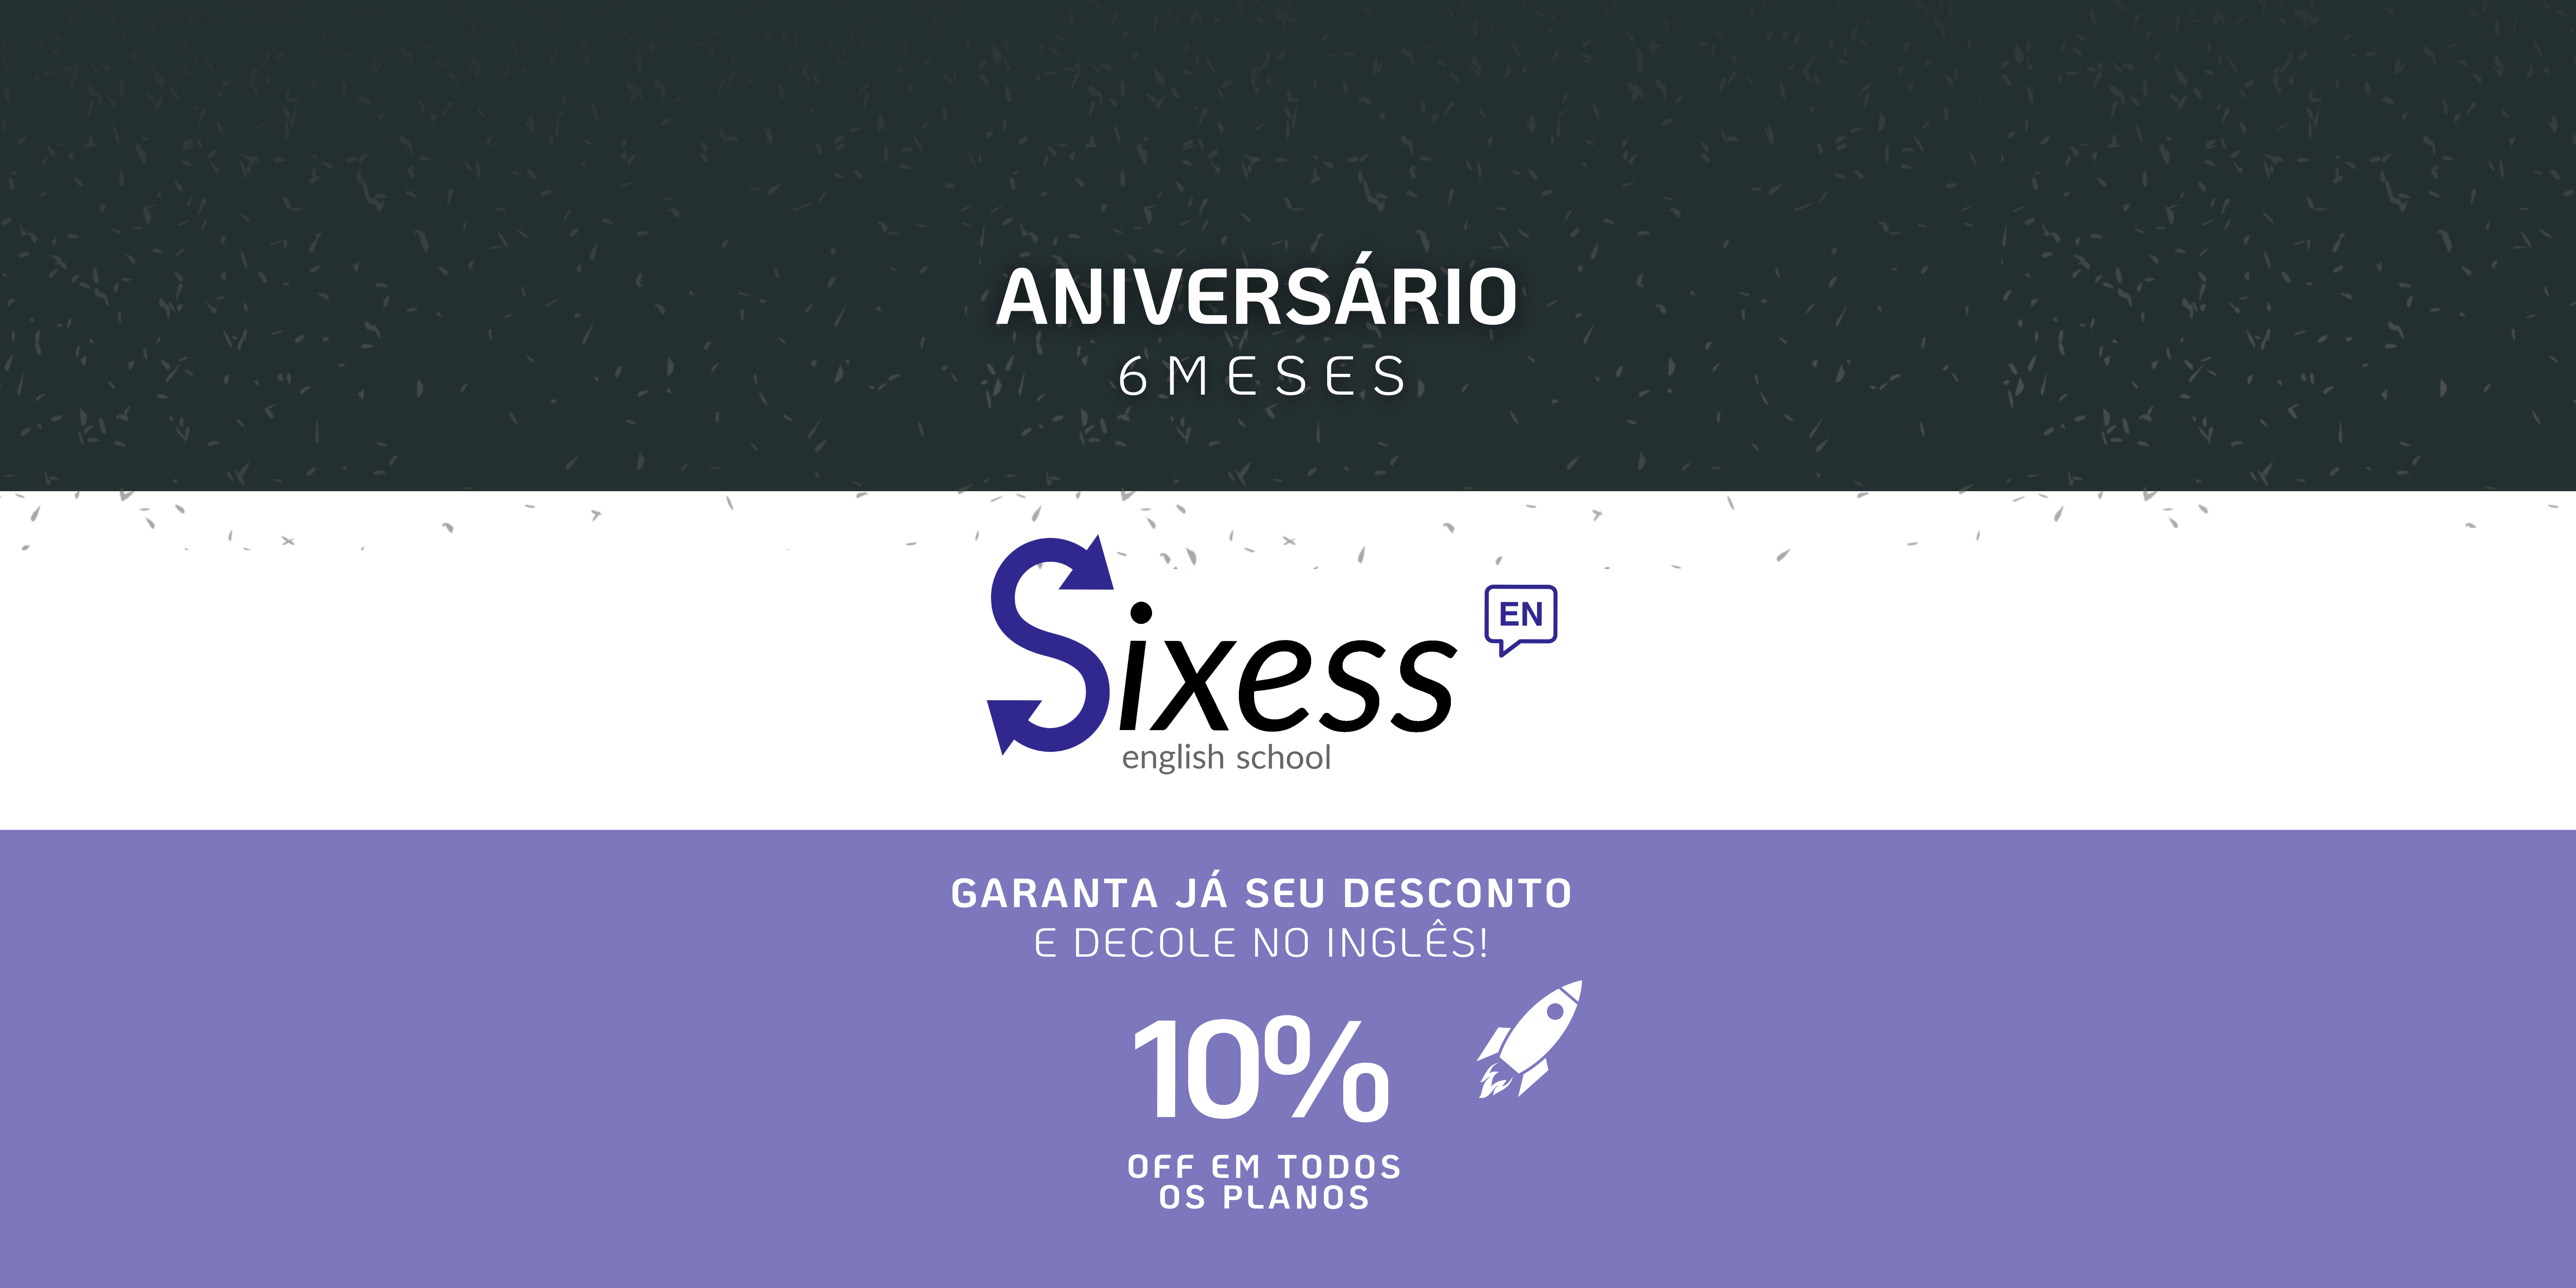 ANIVERSÁRIO
6 MESES
Sixess
EN
english school
GARANTA JÁ SEU DESCONTO
E DECOLE NO INGLÊS!
10%
OFF EM TODOS
OS PLANOS